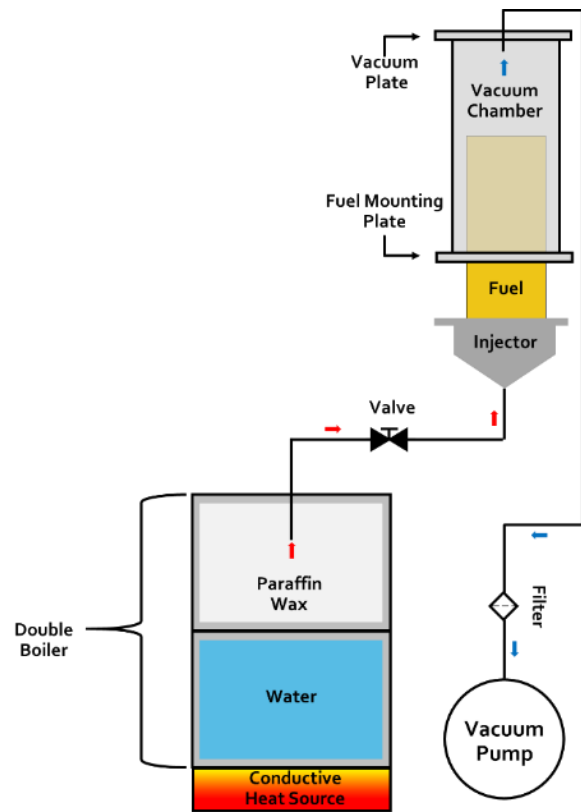 Vacuum
Plate
Vacuum
Chamber
Fuel Mounting
Plate
Fuel
Injector
Valve
Paraffin
Wax
Double
Boiler
Water
Filter
Vacuum
Pump
Conductive
Heat Source